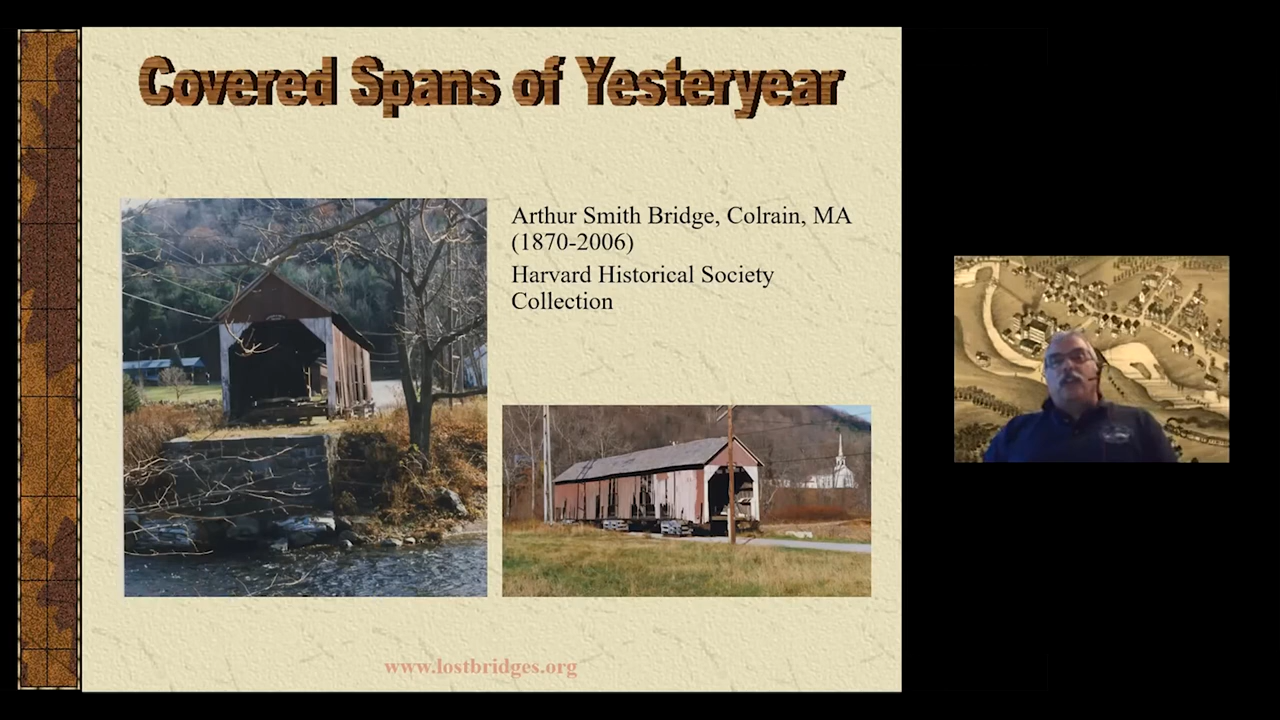 Covered Spans of Yesteryear
Arthur Smith Bridge, Colrain, MA
(1870-2006)
Harvard Historical Society
Collection
www.lostbridges.org